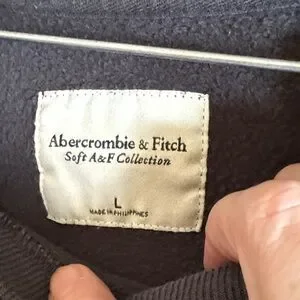 Abercrombie & Fitch
Soft A&F Collection
L
MADE IN PHILIPPINES